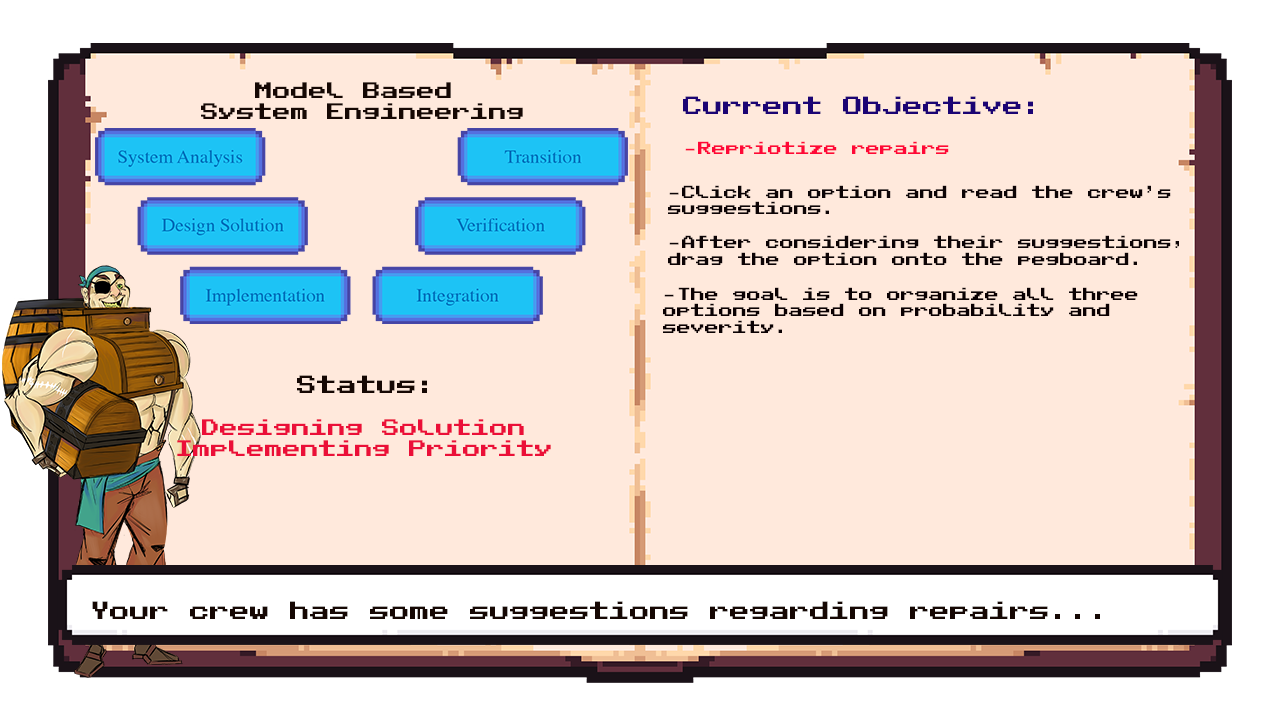 Model Based
System Engineering
System Analysis
Transition
Design Solution
Verification
Implementation
Integration
Status:
Designing Solution
Implementing Priority
Current Objective:
-Repriotize repairs
-Click an option and read the crew's
suggestions.
-After considering their suggestions,
drag the option onto the pegboard.
-The goal is to organize all three
options based on probability and
severity.
Your crew has some suggestions regarding repairs...